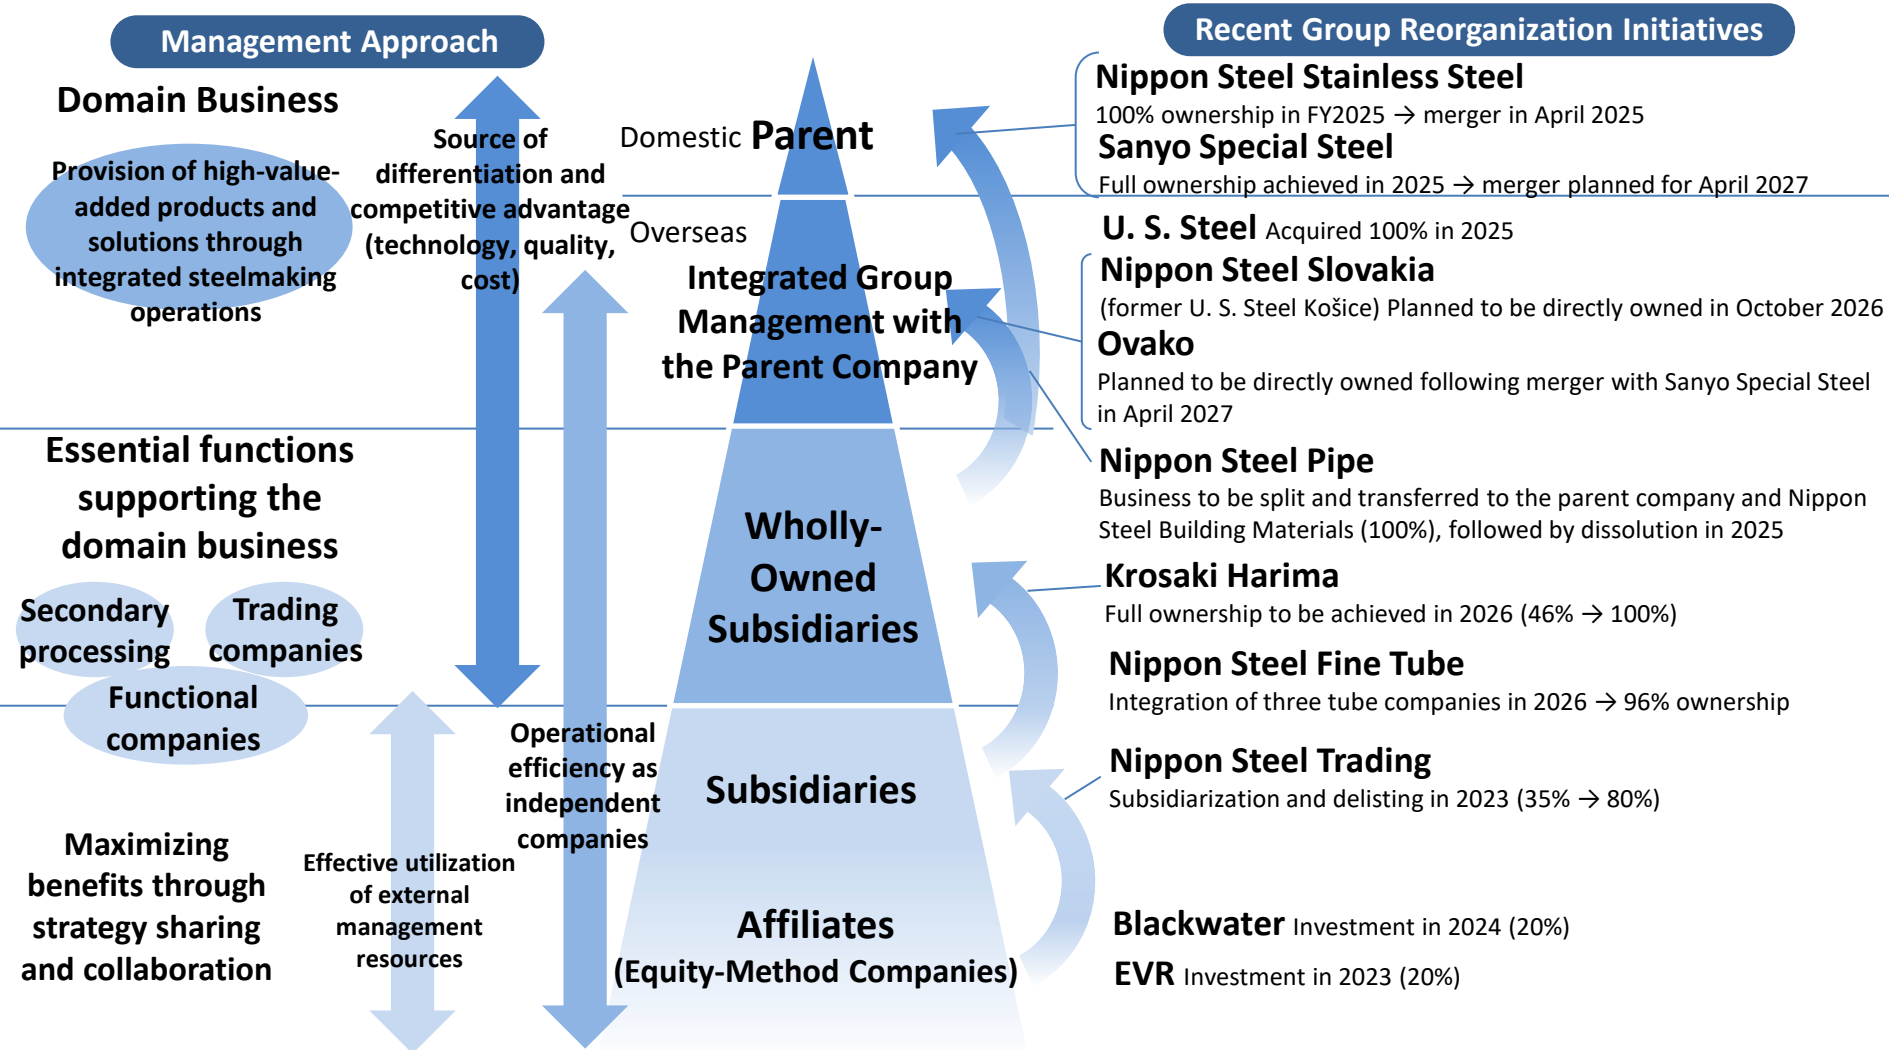 Management Approach
Domain Business
Provision of high-value-
added products and
solutions through
integrated steelmaking
operations
Source of
differentiation and
competitive advantage
(technology, quality,
cost)
Essential functions
supporting the
domain business
Secondary
processing
Trading
companies
Functional
companies
Operational
efficiency as
independent
companies
Maximizing
benefits through
strategy sharing
and collaboration
Effective utilization
of external
management
resources
Domestic Parent
Overseas
Integrated Group
Management with
the Parent Company
Wholly-
Owned
Subsidiaries
Subsidiaries
Affiliates
(Equity-Method Companies)
Recent Group Reorganization Initiatives
Nippon Steel Stainless Steel
100% ownership in FY2025 → merger in April 2025
Sanyo Special Steel
Full ownership achieved in 2025 → merger planned for April 2027
U. S. Steel Acquired 100% in 2025
Nippon Steel Slovakia
(former U. S. Steel Košice) Planned to be directly owned in October 2026
Ovako
Planned to be directly owned following merger with Sanyo Special Steel
in April 2027
Nippon Steel Pipe
Business to be split and transferred to the parent company and Nippon
Steel Building Materials (100%), followed by dissolution in 2025
Krosaki Harima
Full ownership to be achieved in 2026 (46% → 100%)
Nippon Steel Fine Tube
Integration of three tube companies in 2026 → 96% ownership
Nippon Steel Trading
Subsidiarization and delisting in 2023 (35% → 80%)
Blackwater Investment in 2024 (20%)
EVR Investment in 2023 (20%)